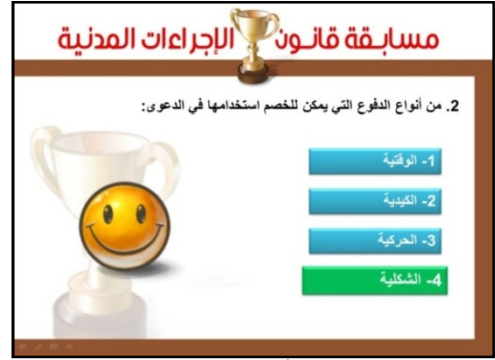 مسابقة قانون الإجراءات المدنية
2. من أنواع الدفوع التي يمكن للخصم استخدامها في الدعوى:
1- الوقتية
2- الكيدية
3- الحركية
4- الشكلية